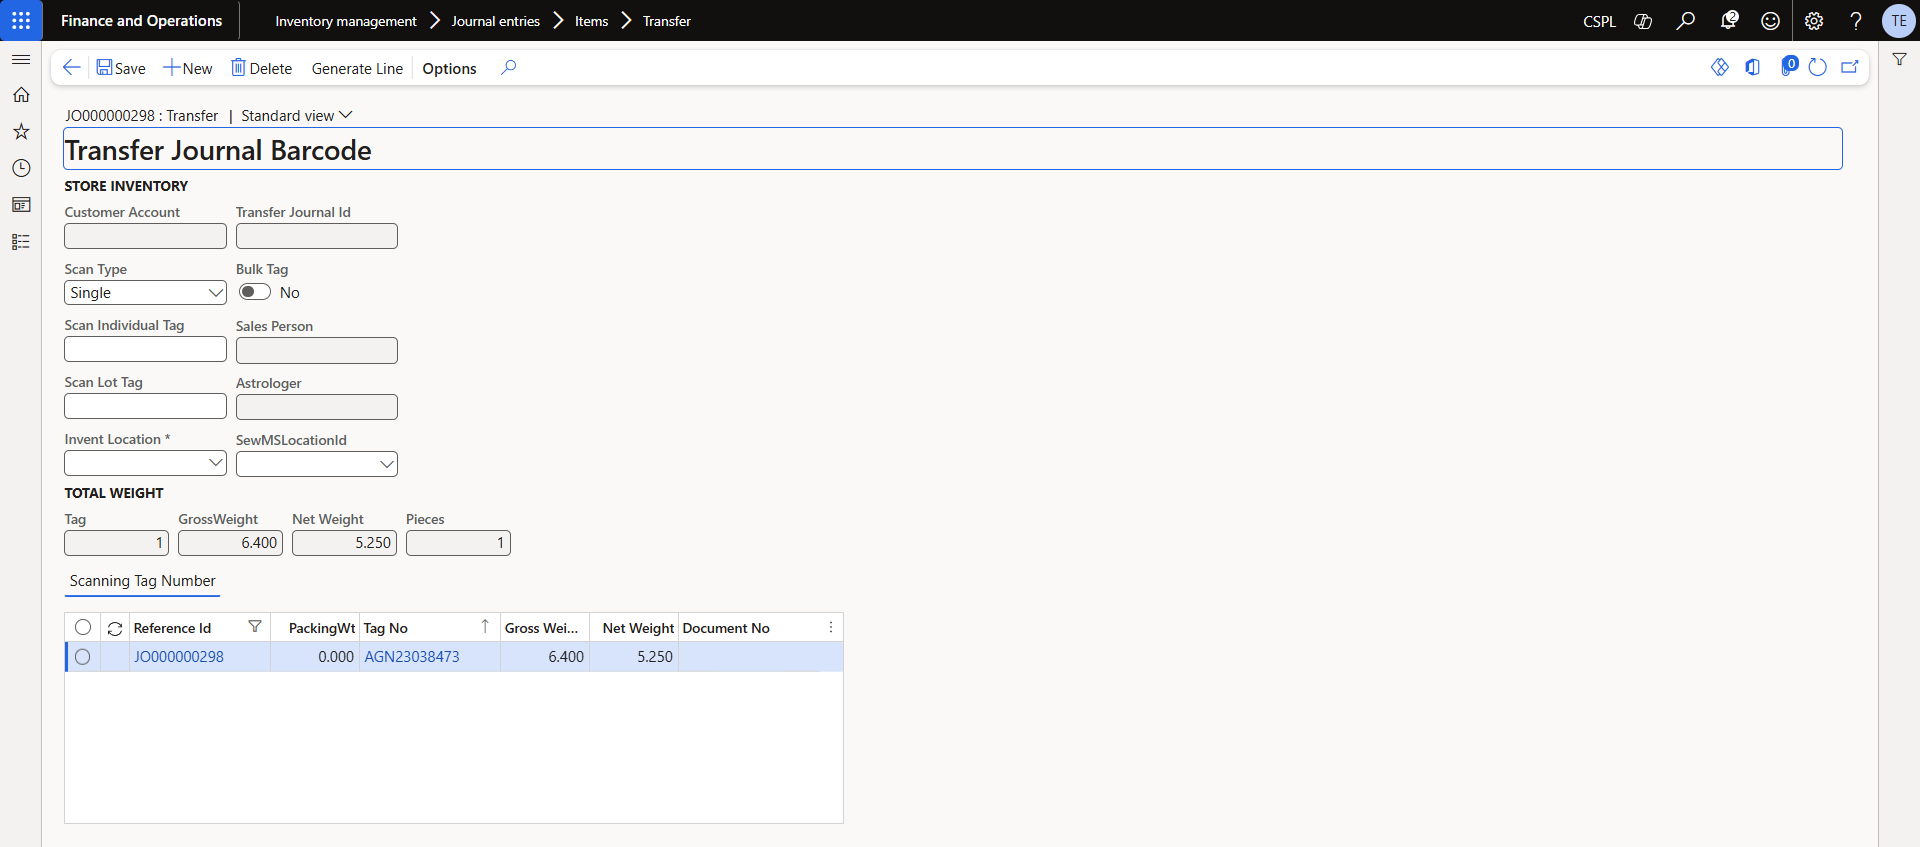 Finance and Operations
Inventory management > Journal entries > Items > Transfer
CSPL
2
?
TE
Save New Delete Generate Line Options
0
JO000000298 : Transfer | Standard view
Transfer Journal Barcode
STORE INVENTORY
Customer Account Transfer Journal Id
Scan Type Bulk Tag
Single No
Scan Individual Tag Sales Person
Scan Lot Tag Astrologer
Invent Location * SewMSLocationId
TOTAL WEIGHT
Tag GrossWeight Net Weight Pieces
1 6.400 5.250 1
Scanning Tag Number
Reference Id PackingWt Tag No Gross Wei... Net Weight Document No
JO000000298 0.000 AGN23038473 6.400 5.250